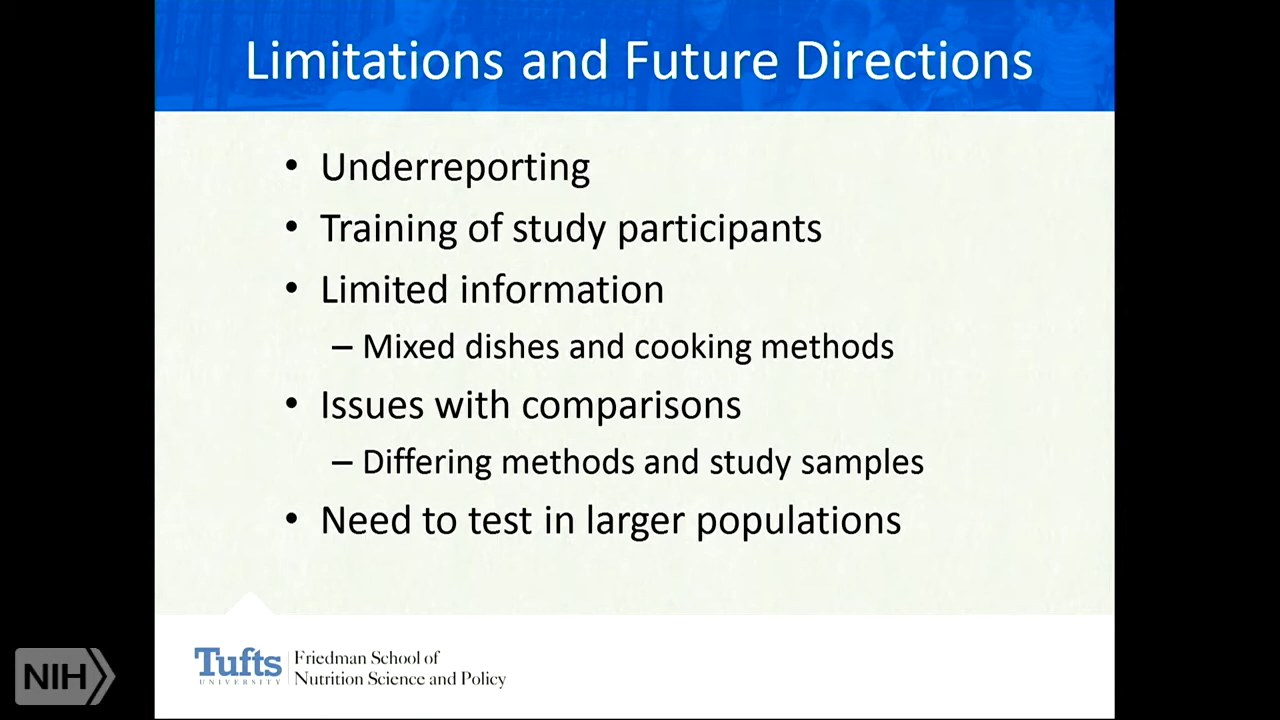 Limitations and Future Directions
• Underreporting
• Training of study participants
• Limited information
– Mixed dishes and cooking methods
• Issues with comparisons
– Differing methods and study samples
• Need to test in larger populations
NIH
Tufts
UNIVERSITY
Friedman School of
Nutrition Science and Policy